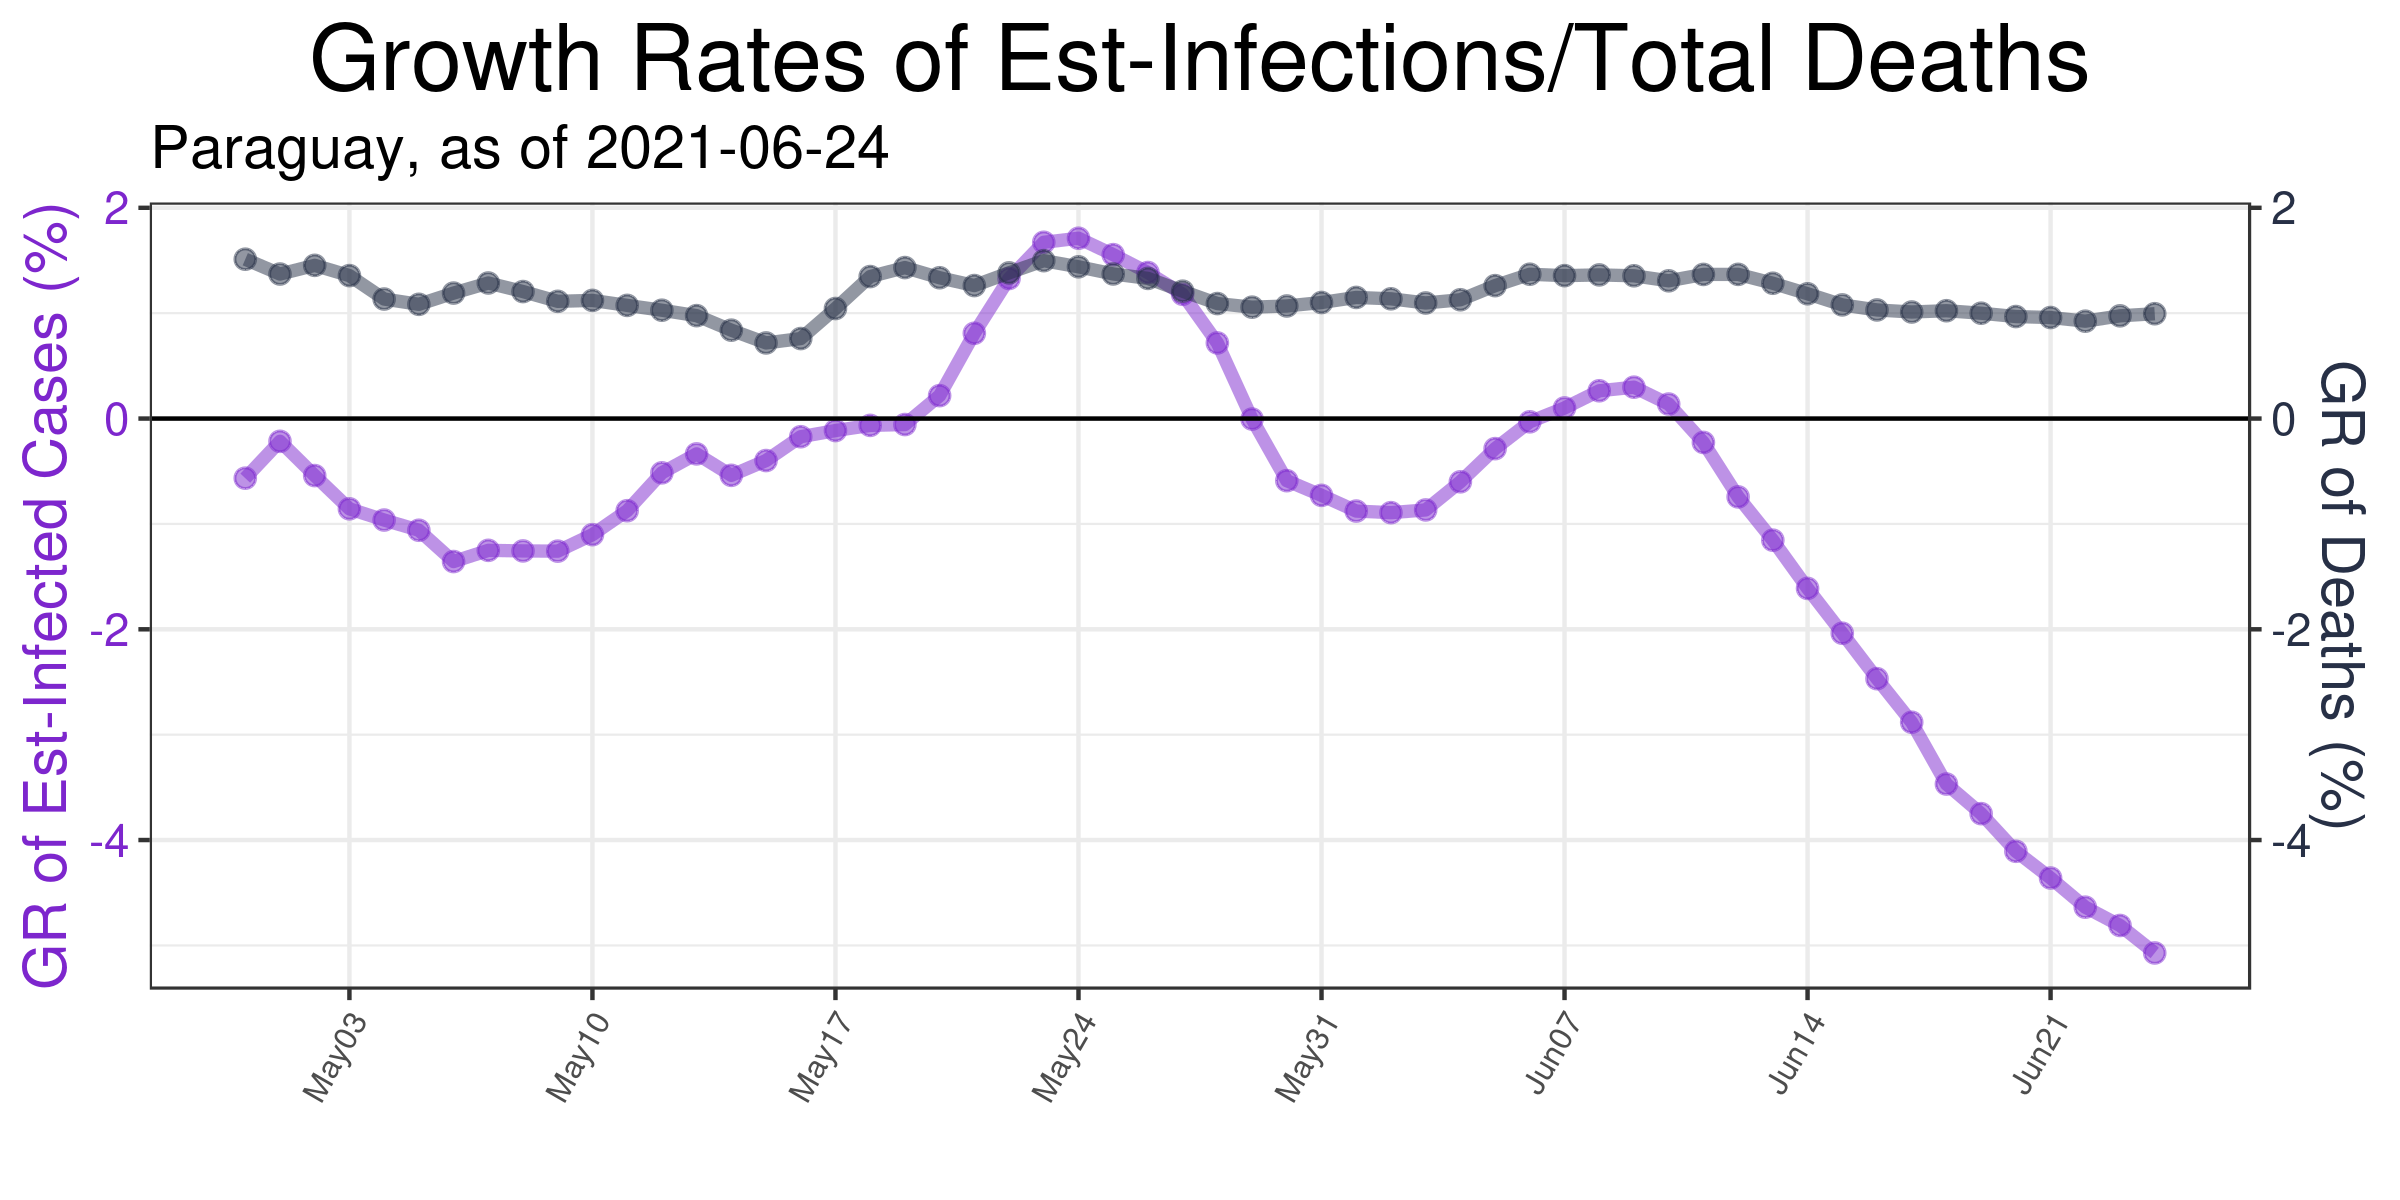 Growth Rates of Est-Infections/Total Deaths
Paraguay, as of 2021-06-24
GR of Est-Infected Cases (%)
2
0
-2
-4
2
0
-2
-4
GR of Deaths (%)
May03
May10
May17
May24
May31
Jun07
Jun14
Jun21